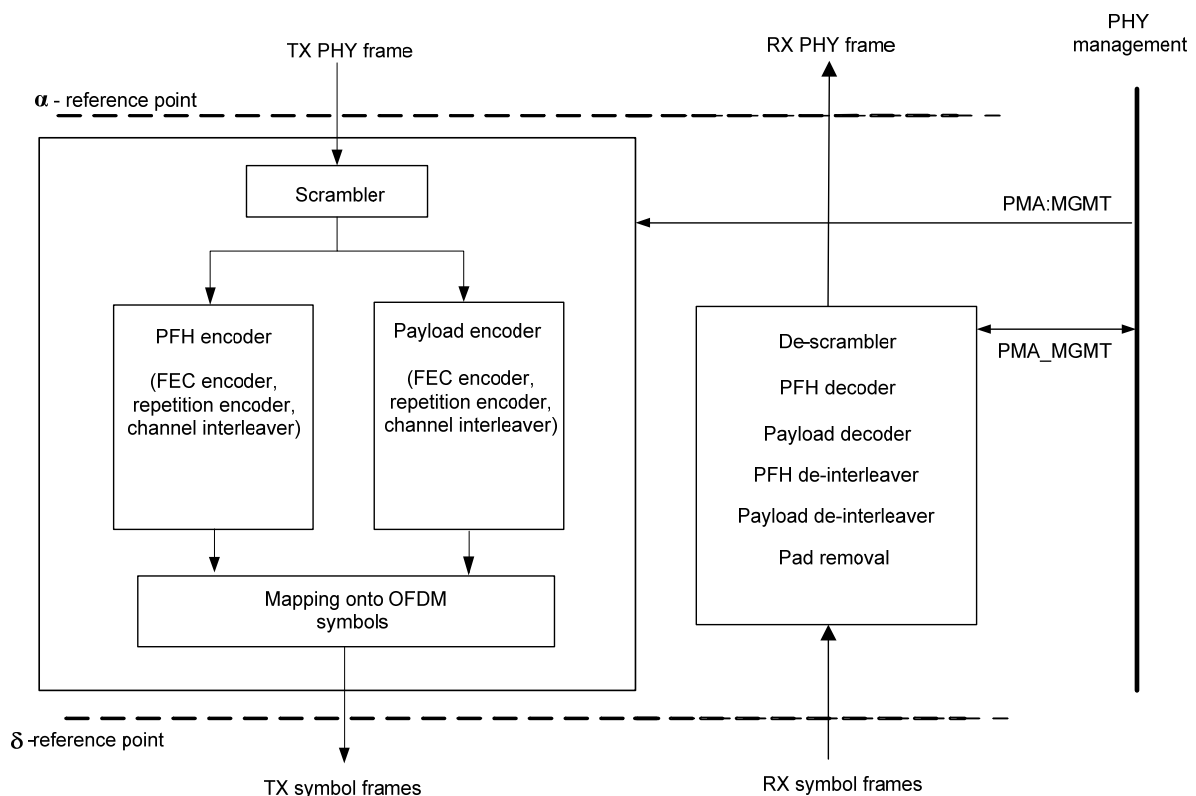 PHY
management
TX PHY frame
RX PHY frame
α - reference point
Scrambler
PMA:MGMT
PFH encoder
(FEC encoder,
repetition encoder,
channel interleaver)
Payload encoder
(FEC encoder,
repetition encoder,
channel interleaver)
De-scrambler
PFH decoder
Payload decoder
PFH de-interleaver
Payload de-interleaver
Pad removal
PMA_MGMT
Mapping onto OFDM
symbols
δ -reference point
TX symbol frames
RX symbol frames